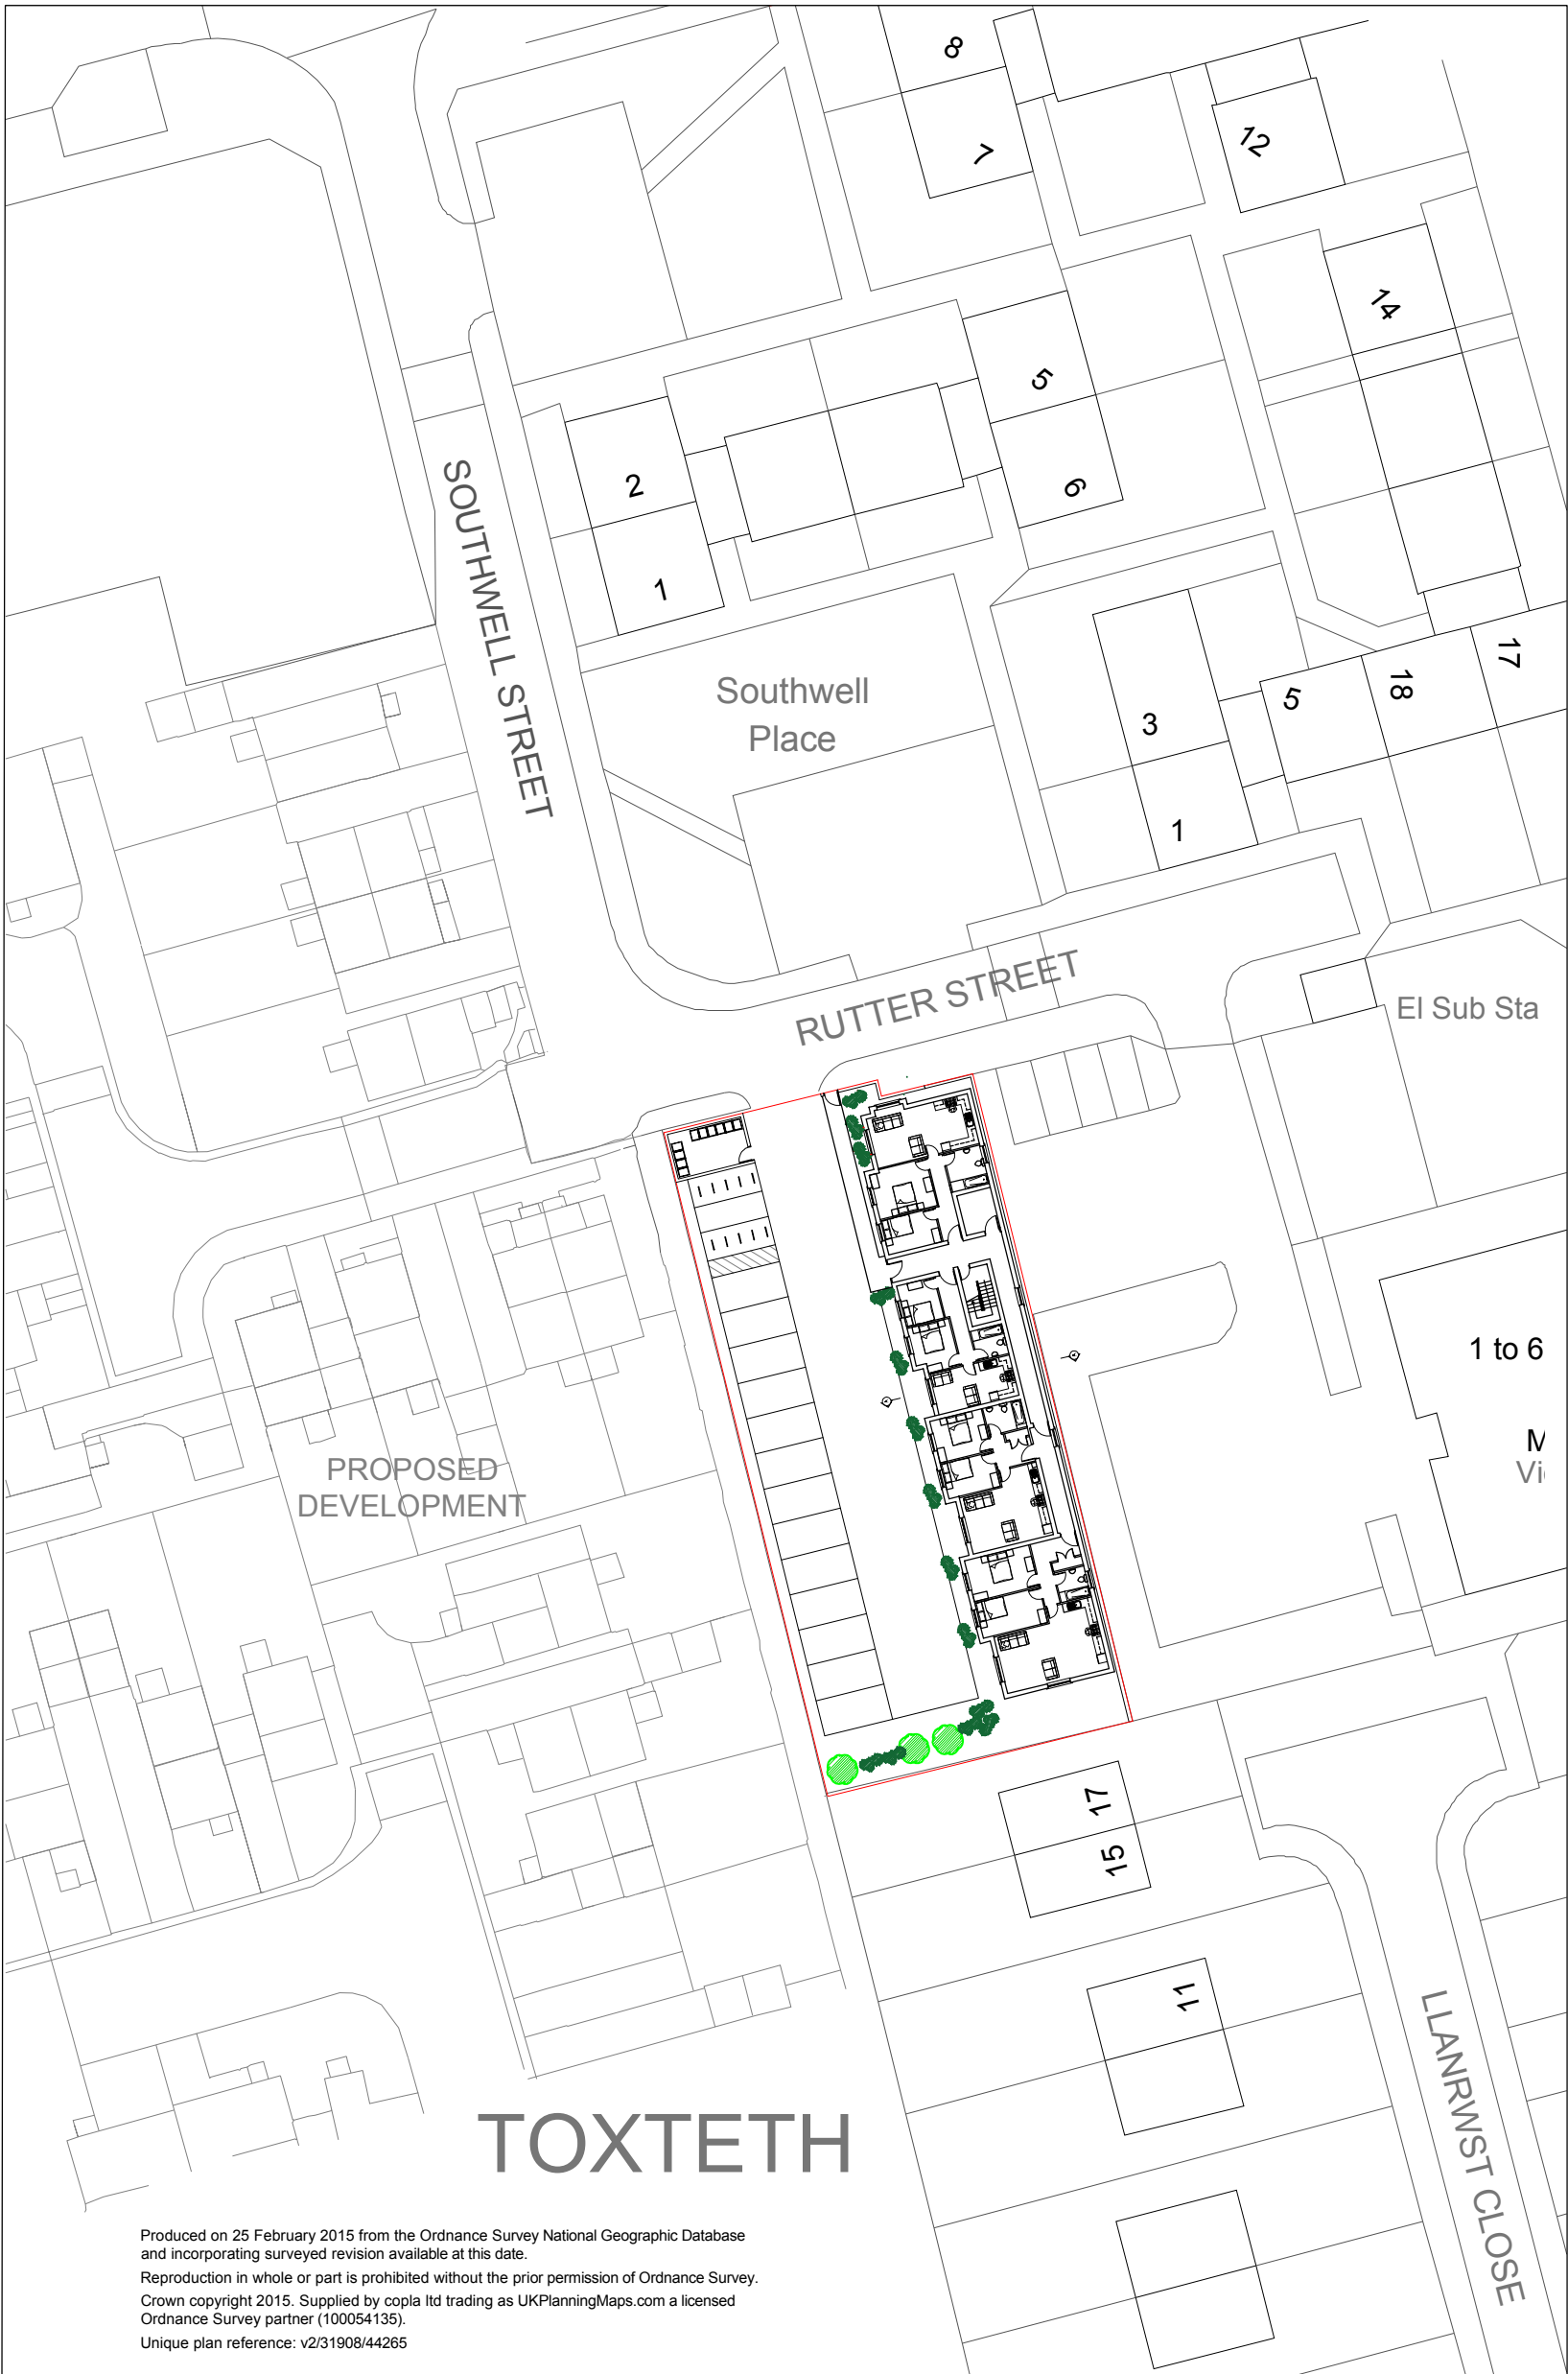 8
7
12
14
5
6
2
1
SOUTHWELL STREET
Southwell
Place
3
1
5
18
17
RUTTER STREET
El Sub Sta
1 to 6
M
Vi
PROPOSED
DEVELOPMENT
17
15
11
LLANRWST CLOSE
TOXTETH
Produced on 25 February 2015 from the Ordnance Survey National Geographic Database
and incorporating surveyed revision available at this date.
Reproduction in whole or part is prohibited without the prior permission of Ordnance Survey.
Crown copyright 2015. Supplied by copla ltd trading as UKPlanningMaps.com a licensed
Ordnance Survey partner (100054135).
Unique plan reference: v2/31908/44265